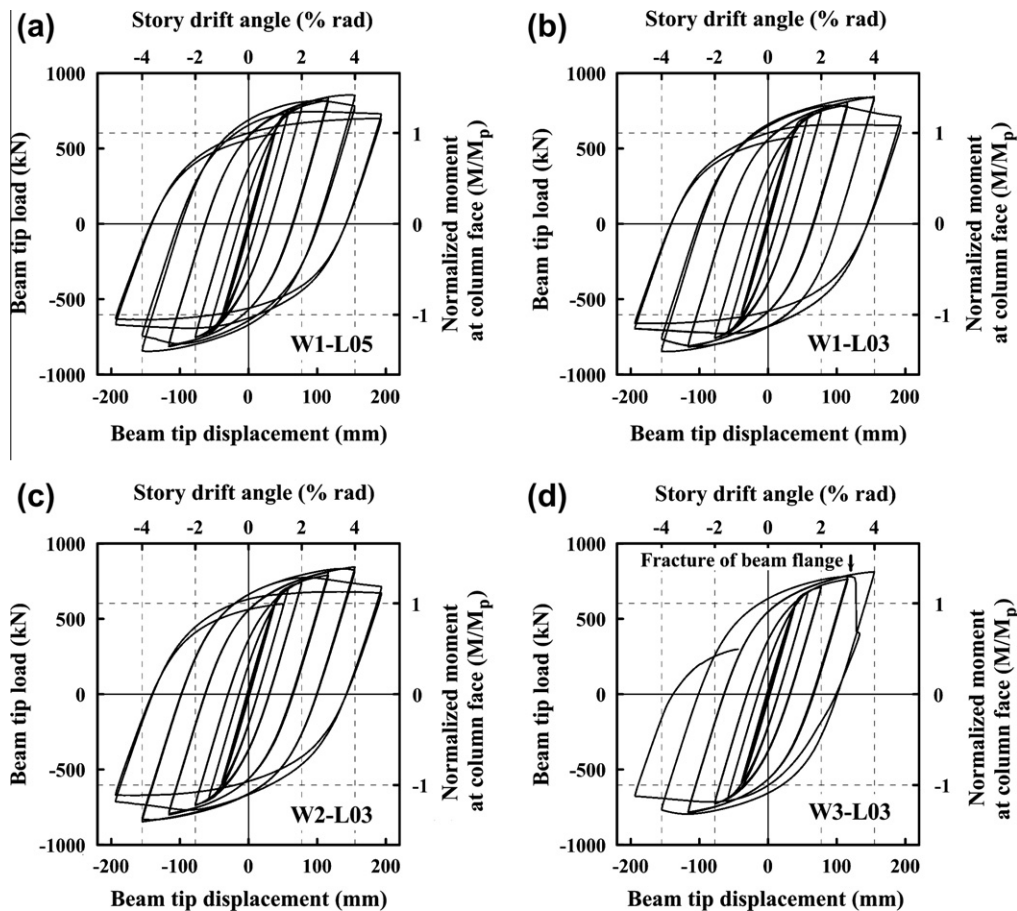 (a)
Story drift angle (% rad)
-4 -2 0 2 4
1000
500
0
-500
-1000
Beam tip load (kN)
1
0
-1
Normalized moment
at column face (M/Mp)
W1-L05
-200 -100 0 100 200
Beam tip displacement (mm)
(b)
Story drift angle (% rad)
-4 -2 0 2 4
1000
500
0
-500
-1000
Beam tip load (kN)
1
0
-1
Normalized moment
at column face (M/Mp)
W1-L03
-200 -100 0 100 200
Beam tip displacement (mm)
(c)
Story drift angle (% rad)
-4 -2 0 2 4
1000
500
0
-500
-1000
Beam tip load (kN)
1
0
-1
Normalized moment
at column face (M/Mp)
W2-L03
-200 -100 0 100 200
Beam tip displacement (mm)
(d)
Story drift angle (% rad)
-4 -2 0 2 4
Fracture of beam flange
1000
500
0
-500
-1000
Beam tip load (kN)
1
0
-1
Normalized moment
at column face (M/Mp)
W3-L03
-200 -100 0 100 200
Beam tip displacement (mm)